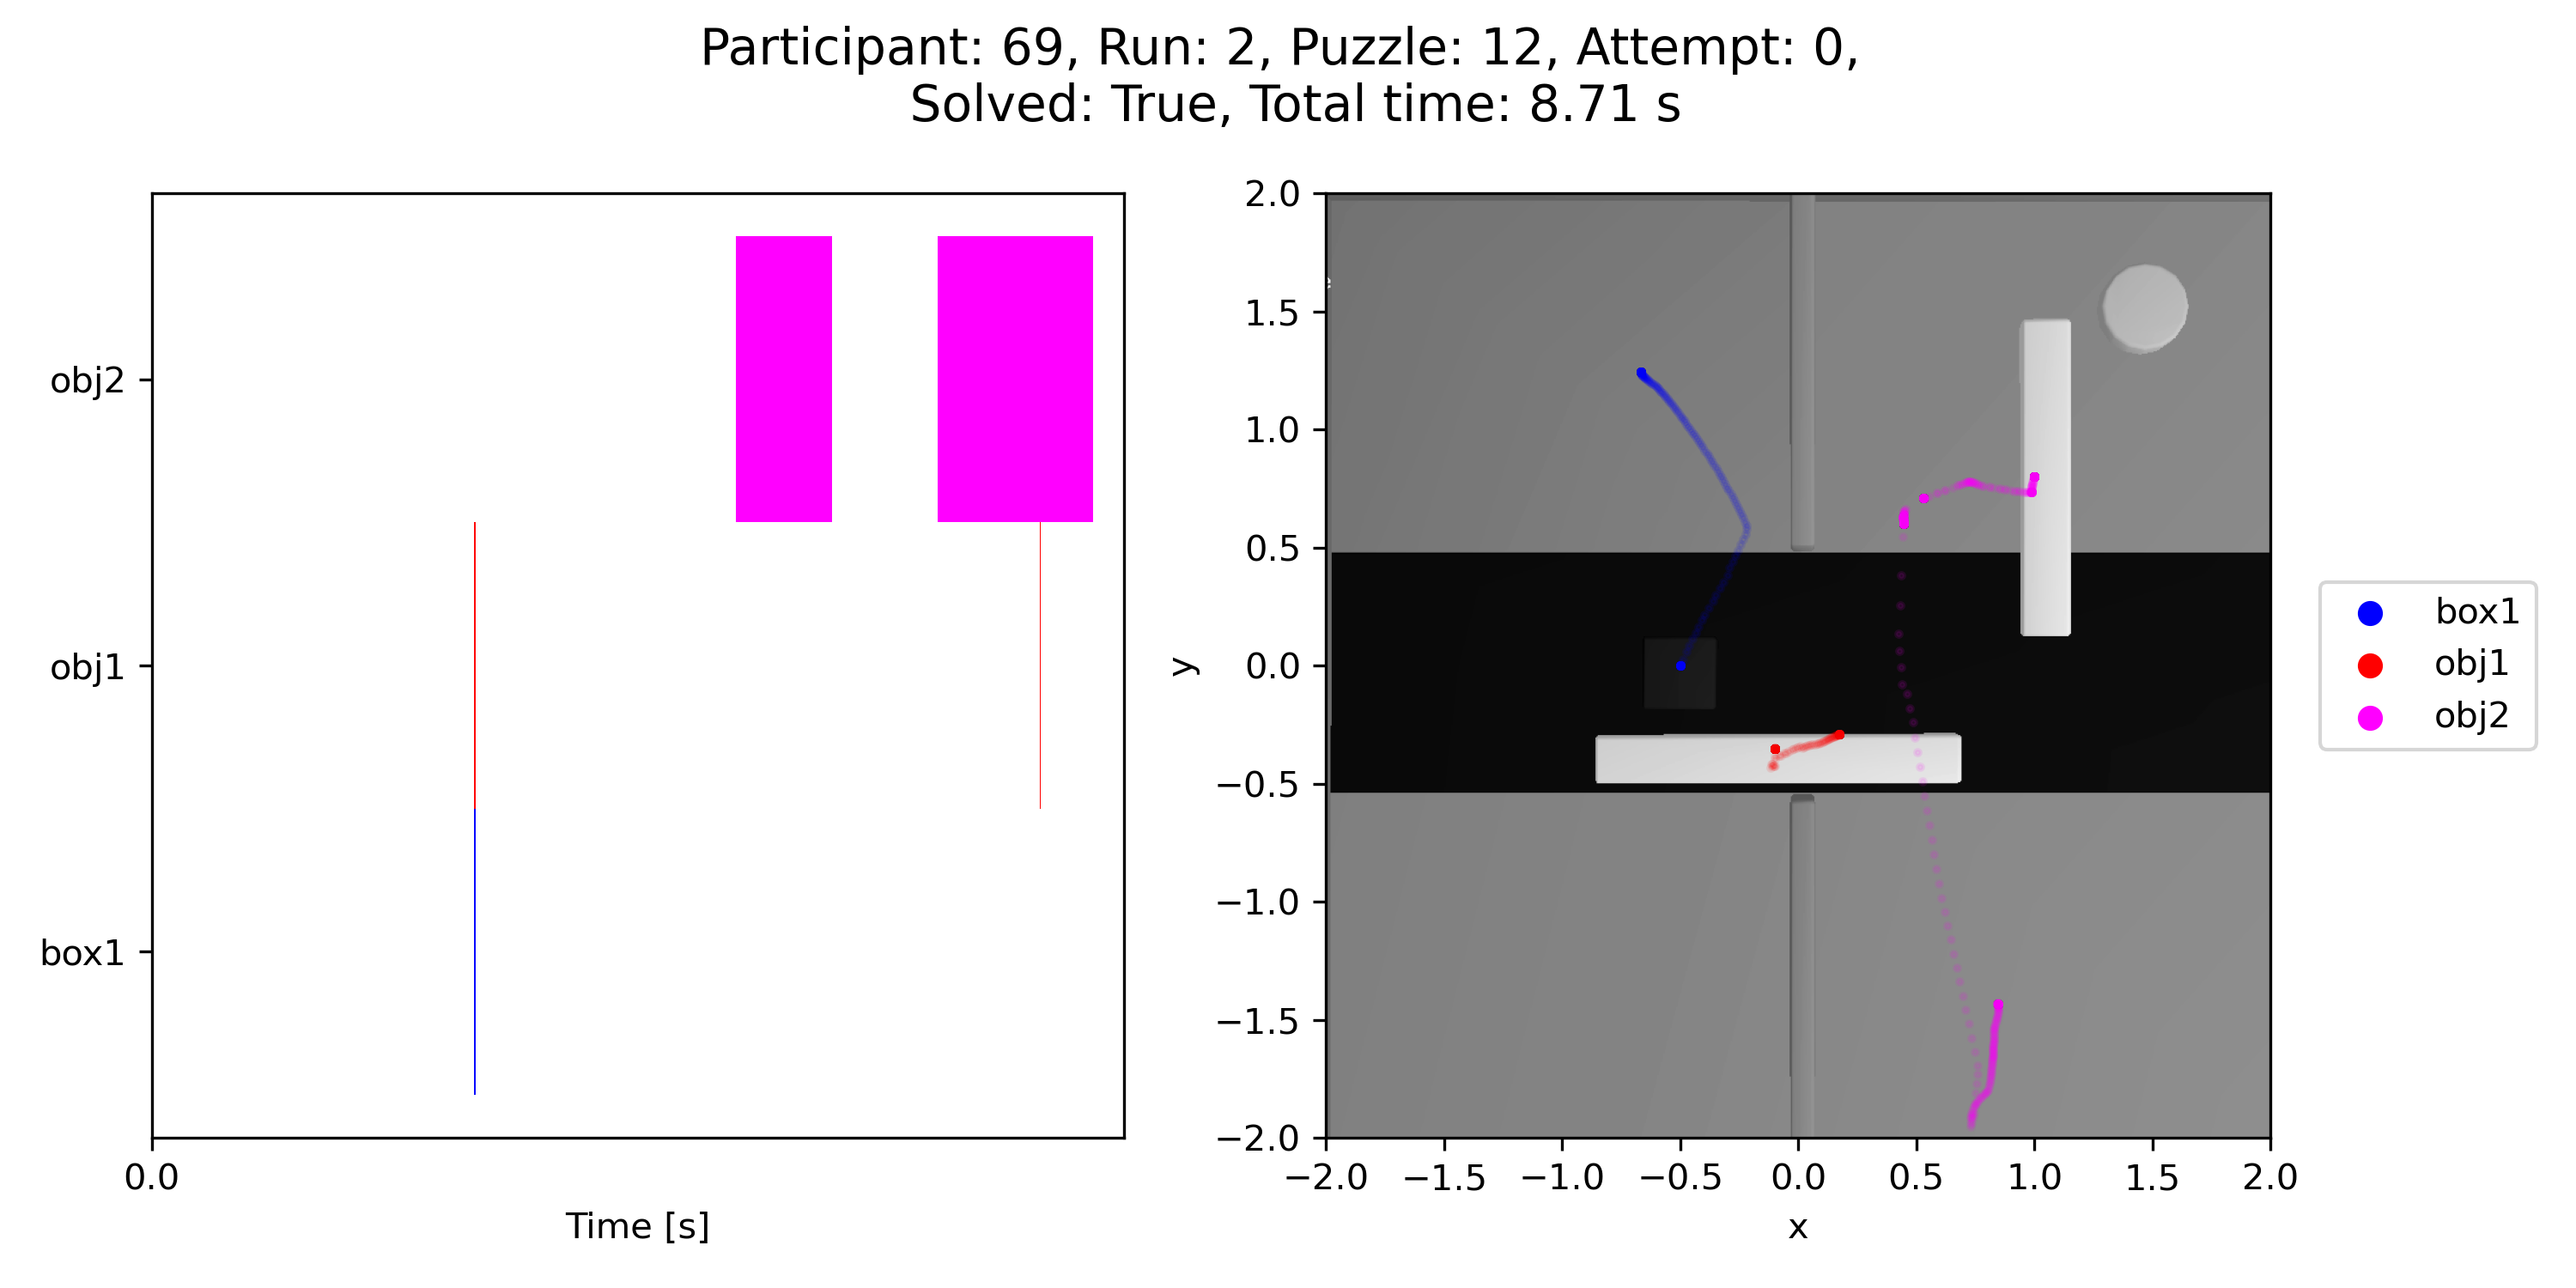 Participant: 69, Run: 2, Puzzle: 12, Attempt: 0,
Solved: True, Total time: 8.71 s
obj2
obj1
box1
0.0
Time [s]
2.0
1.5
1.0
0.5
0.0
−0.5
−1.0
−1.5
−2.0
y
−2.0 −1.5 −1.0 −0.5 0.0 0.5 1.0 1.5 2.0
x
box1
obj1
obj2